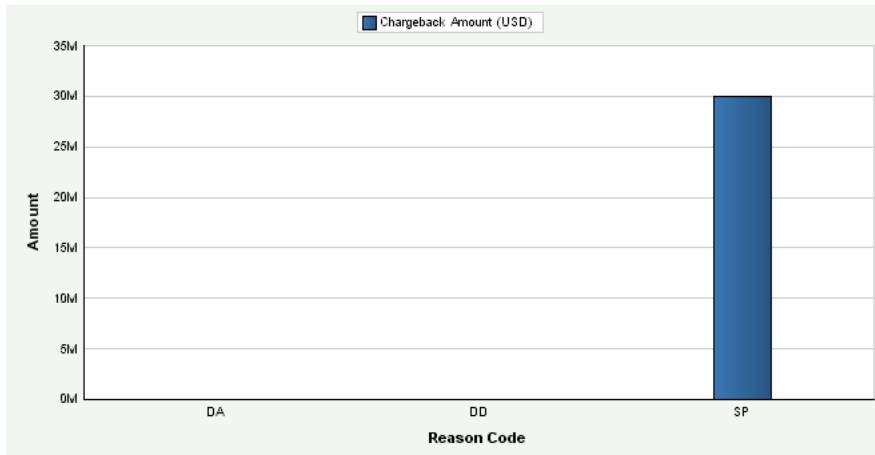 Chargeback Amount (USD)
35M
30M
25M
20M
15M
10M
5M
0M
Amount
DA
DD
SP
Reason Code